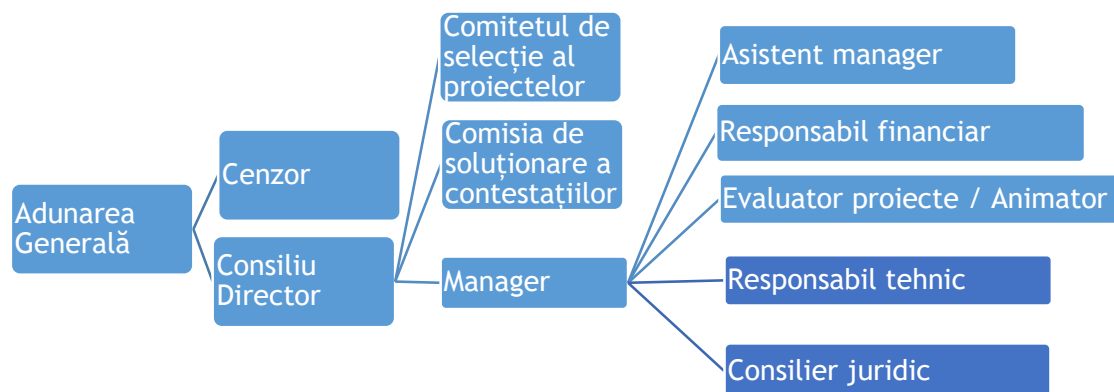 Adunarea
Generală
Cenzor
Consiliu
Director
Comitetul de
selecție al
proiectelor
Comisia de
soluționare a
contestațiilor
Manager
Asistent manager
Responsabil financiar
Evaluator proiecte / Animator
Responsabil tehnic
Consilier juridic